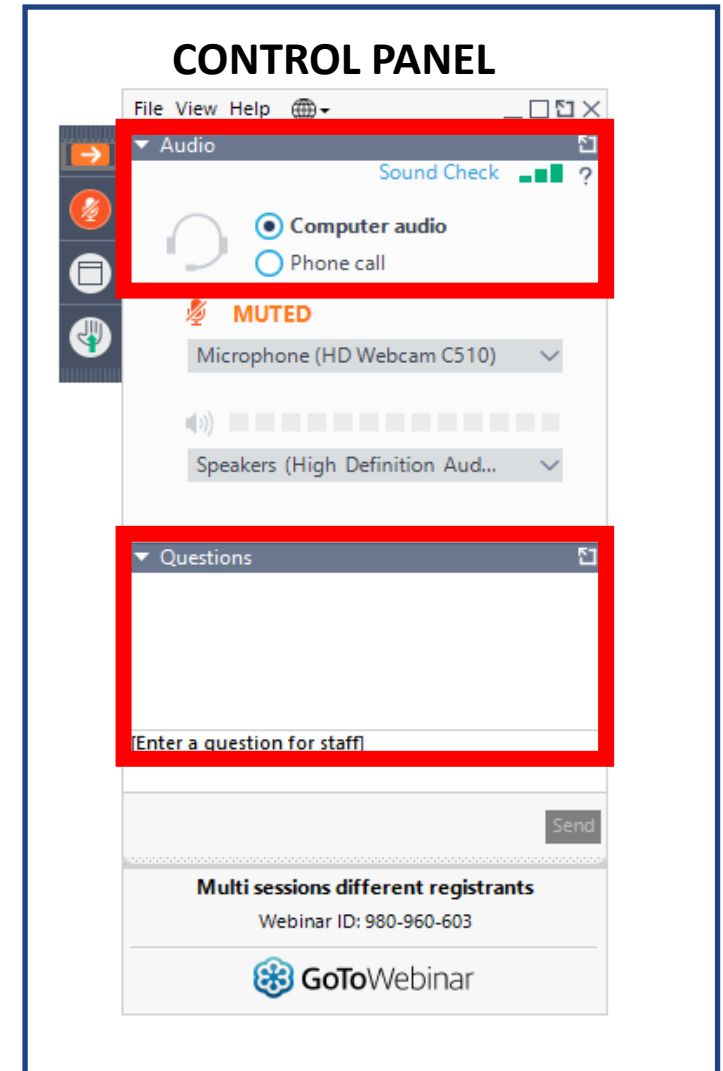 CONTROL PANEL
File View Help
Audio
Sound Check ?
Computer audio
Phone call
MUTED
Microphone (HD Webcam C510)
Speakers (High Definition Aud...
Questions
[Enter a question for staff]
Send
Multi sessions different registrants
Webinar ID: 980-960-603
GoToWebinar